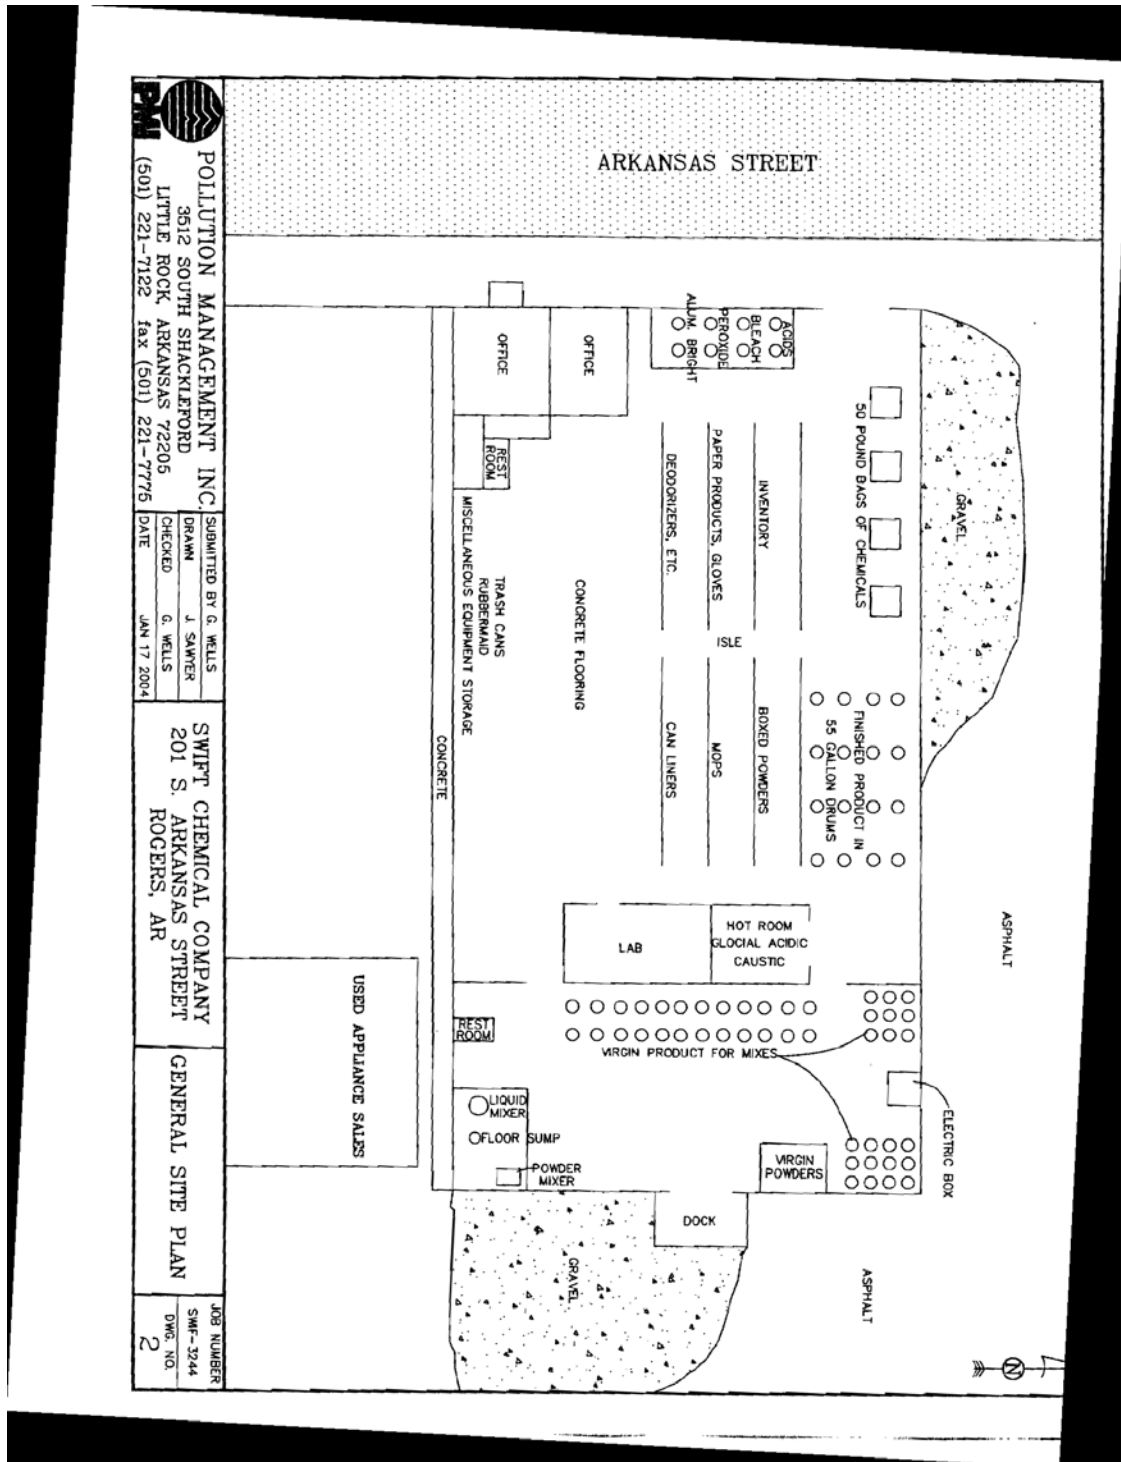 ARKANSAS STREET
OFFICE
OFFICE
ALUM. BRIGHT
PEROXIDE
BLEACH
ACIDS
50 POUND BAGS OF CHEMICALS
GRAVEL
REST
ROOM
DEODORIZERS, ETC.
PAPER PRODUCTS, GLOVES
INVENTORY
MISCELLANEOUS EQUIPMENT STORAGE
TRASH CANS
RUBBERMAID
CONCRETE FLOORING
ISLE
CONCRETE
CAN LINERS
MOPS
BOXED POWDERS
FINISHED PRODUCT IN
55 GALLON DRUMS
ASPHALT
LAB
HOT ROOM
GLOCIAL ACIDIC
CAUSTIC
USED APPLIANCE SALES
REST
ROOM
VIRGIN PRODUCT FOR MIXES
ELECTRIC BOX
LIQUID
MIXER
FLOOR SUMP
POWDER
MIXER
VIRGIN
POWDERS
DOCK
GRAVEL
ASPHALT
N
PMI
POLLUTION MANAGEMENT INC.
3512 SOUTH SHACKLEFORD
LITTLE ROCK, ARKANSAS 72205
(501) 221-7122 fax (501) 221-7775
SUBMITTED BY G. WELLS
DRAWN J. SAWYER
CHECKED G. WELLS
DATE JAN 17 2004
SWIFT CHEMICAL COMPANY
201 S. ARKANSAS STREET
ROGERS, AR
GENERAL SITE PLAN
JOB NUMBER
SWF-3244
DWG. NO.
2